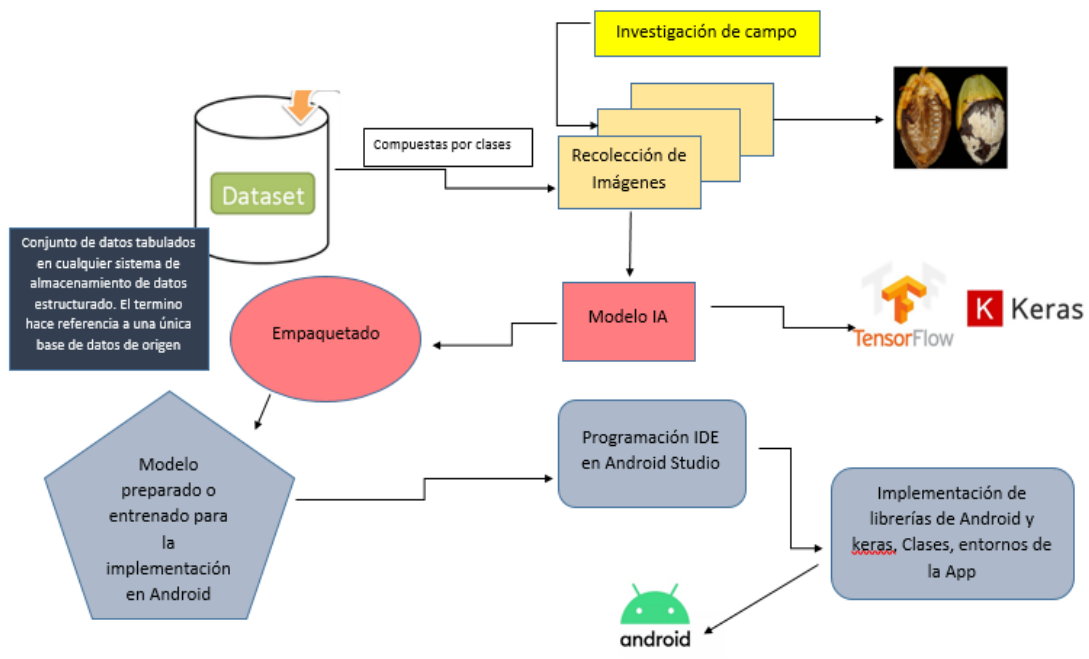 Investigación de campo
Compuestas por clases
Recolección de
Imágenes
Dataset
Conjunto de datos tabulados
en cualquier sistema de
almacenamiento de datos
estructurado. El termino
hace referencia a una única
base de datos de origen
Empaquetado
Modelo IA
TensorFlow
K Keras
Modelo
preparado o
entrenado para
la
implementación
en Android
Programación IDE
en Android Studio
Implementación de
librerías de Android y
keras, Clases, entornos de
la App
android